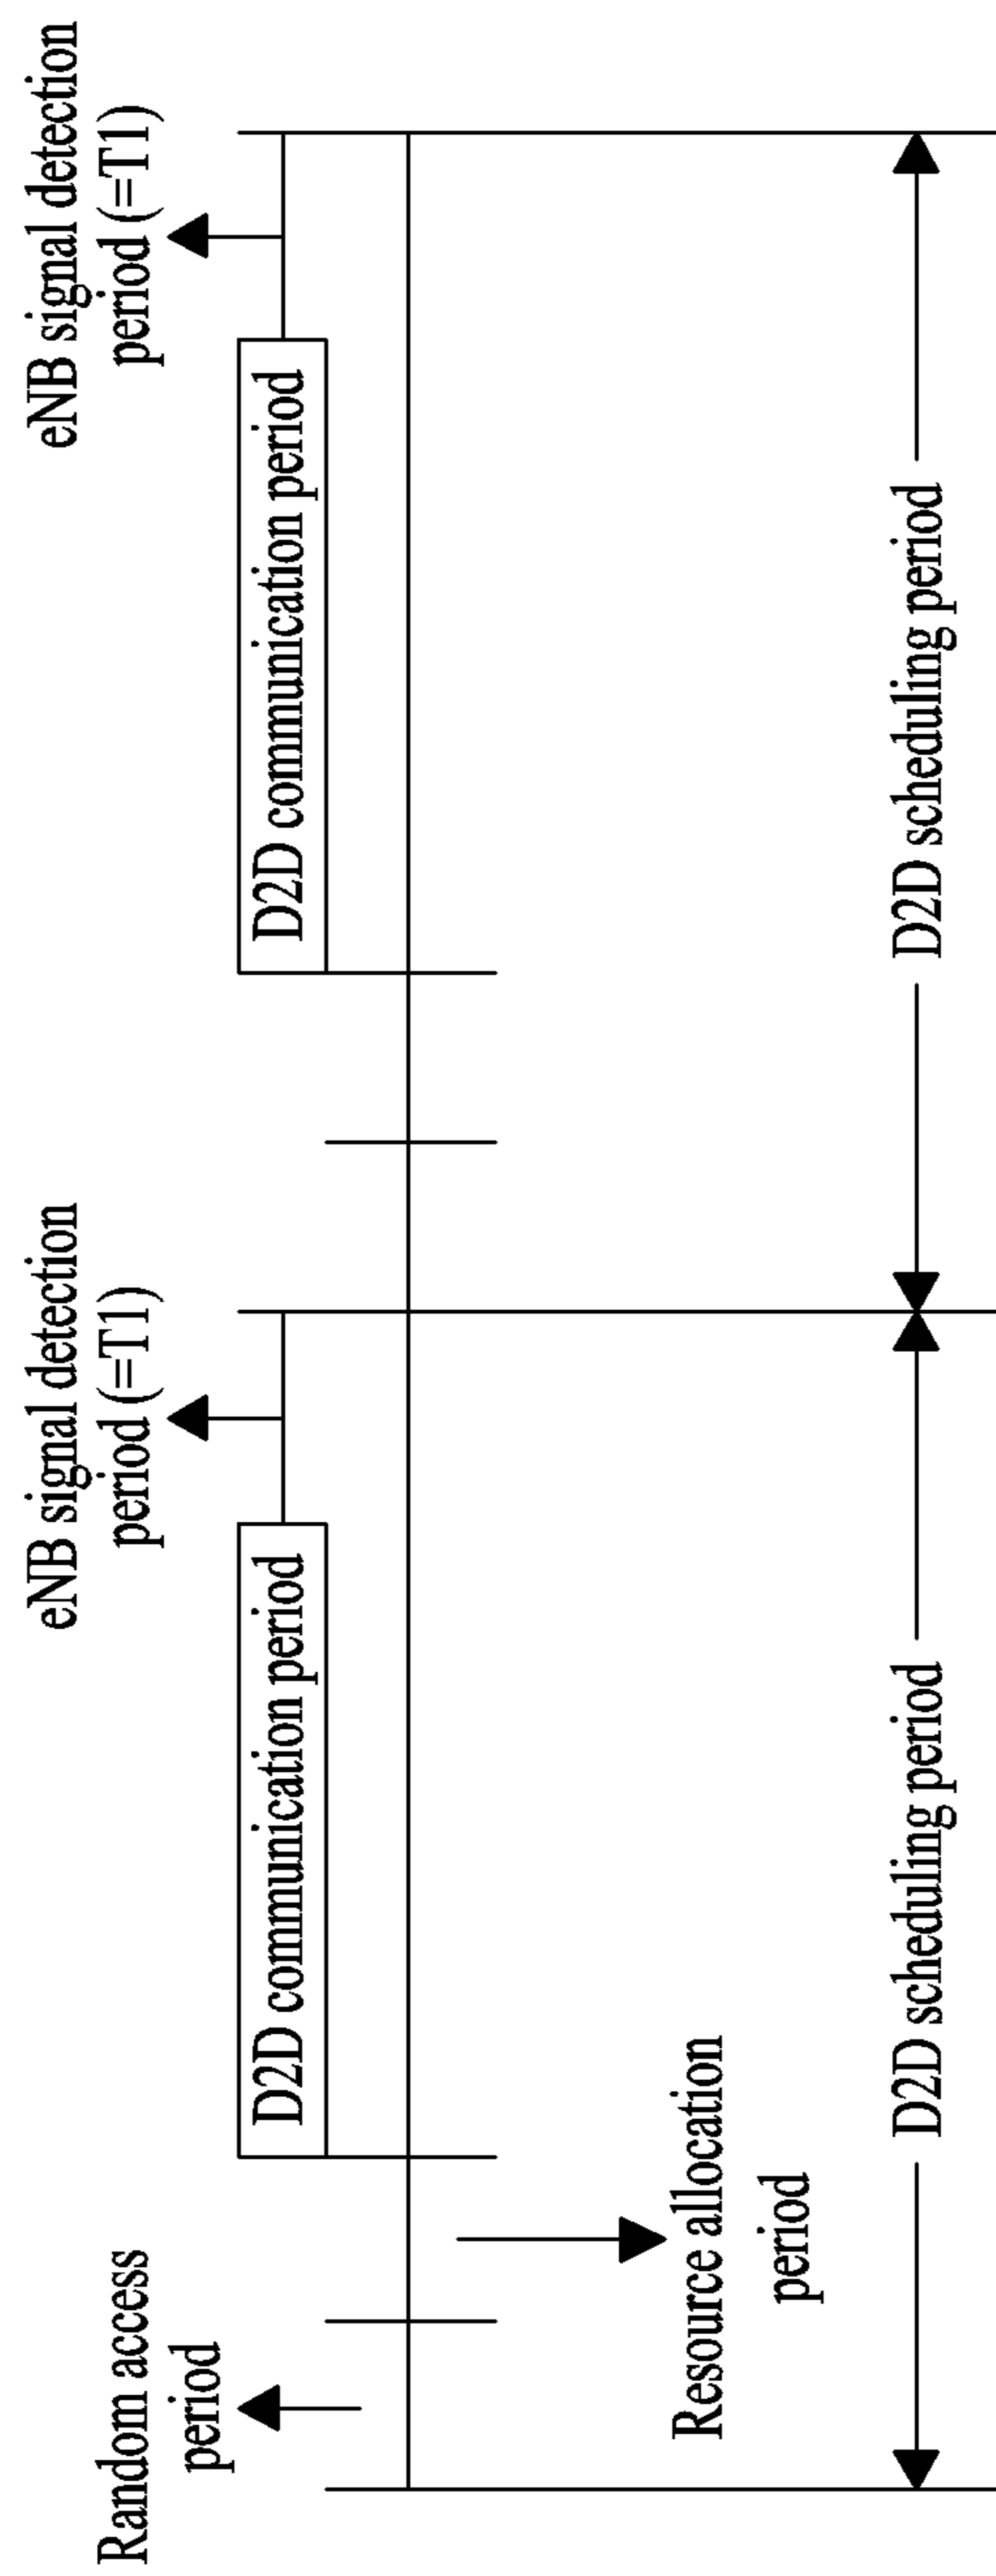 Random access
period
D2D communication period
eNB signal detection
period (=T1)
D2D communication period
eNB signal detection
period (=T1)
Resource allocation
period
D2D scheduling period
D2D scheduling period